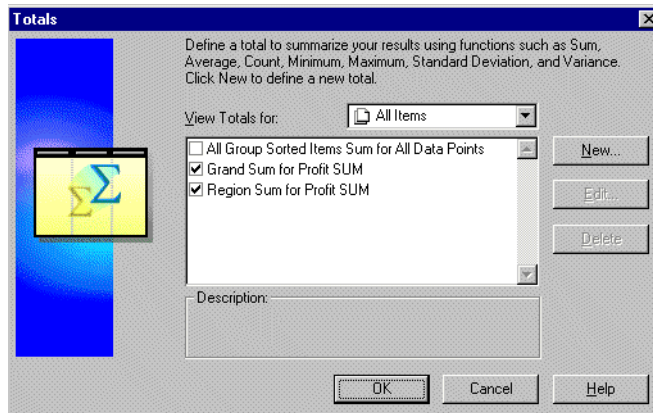 Totals
Define a total to summarize your results using functions such as Sum,
Average, Count, Minimum, Maximum, Standard Deviation, and Variance.
Click New to define a new total.
View Totals for:
All Items
All Group Sorted Items Sum for All Data Points
Grand Sum for Profit SUM
Region Sum for Profit SUM
New...
Edit...
Delete
Description:
OK
Cancel
Help